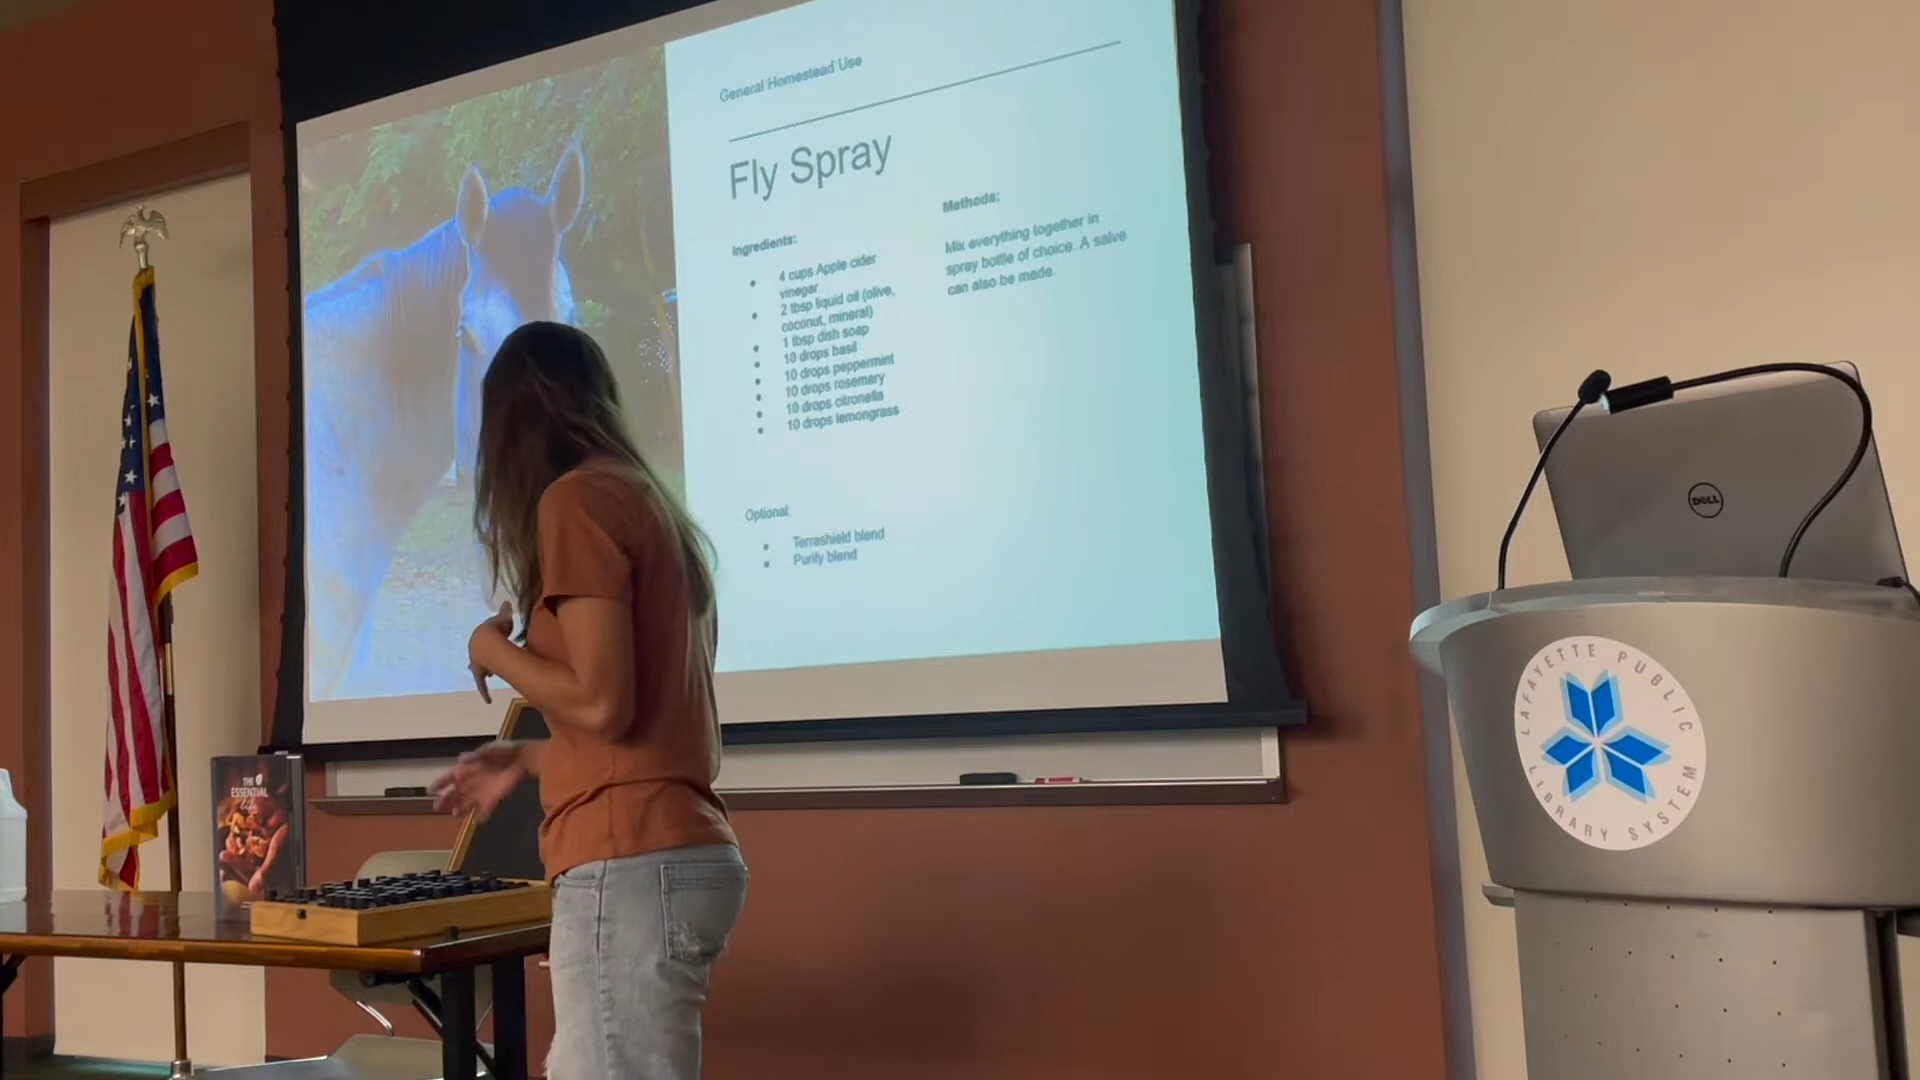 General Homestead Use
Fly Spray
Ingredients:
4 cups Apple cider
vinegar
2 tbsp liquid oil (olive,
coconut, mineral)
1 tbsp dish soap
10 drops basil
10 drops peppermint
10 drops rosemary
10 drops citronella
10 drops lemongrass
Optional:
Terrashield blend
Purify blend
Methods:
Mix everything together in
spray bottle of choice. A salve
can also be made.
THE
ESSENTIAL
life
DELL
LAFAYETTE PUBLIC
LIBRARY SYSTEM